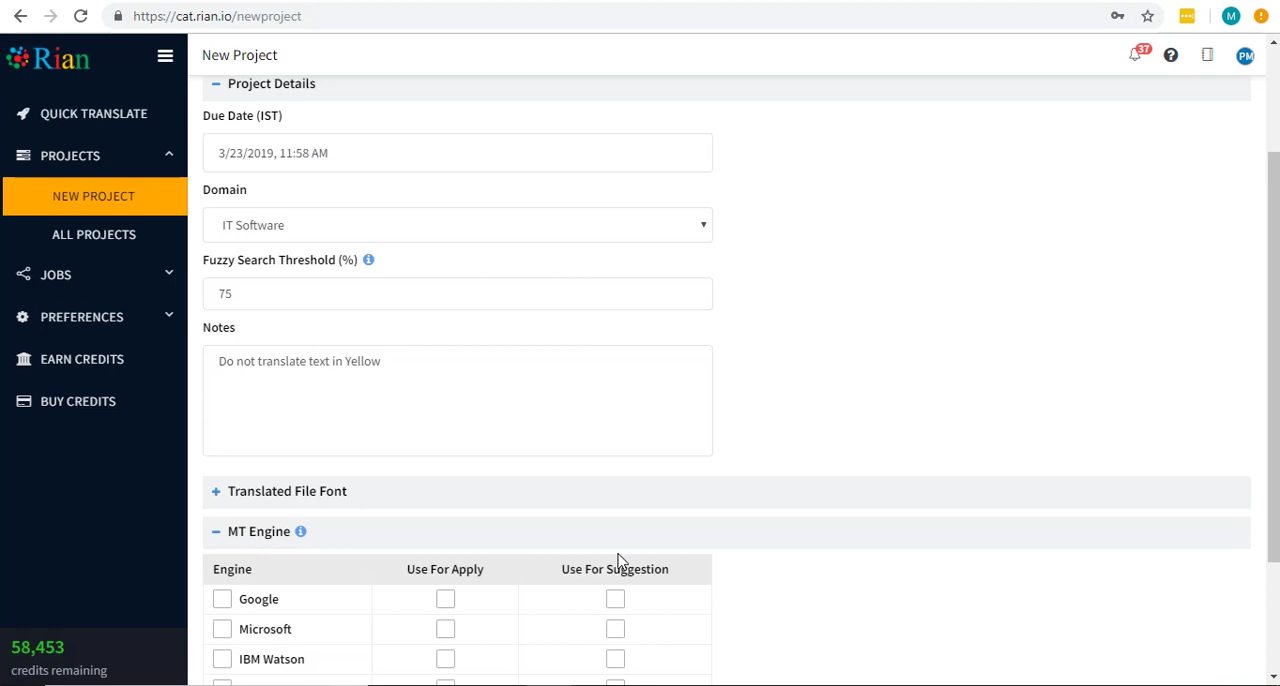 https://cat.rian.io/newproject
M
Rian
New Project
37
PM
QUICK TRANSLATE
PROJECTS
NEW PROJECT
ALL PROJECTS
JOBS
PREFERENCES
EARN CREDITS
BUY CREDITS
58,453
credits remaining
Project Details
Due Date (IST)
3/23/2019, 11:58 AM
Domain
IT Software
Fuzzy Search Threshold (%)
75
Notes
Do not translate text in Yellow
Translated File Font
MT Engine
Engine Use For Apply Use For Suggestion
Google
Microsoft
IBM Watson